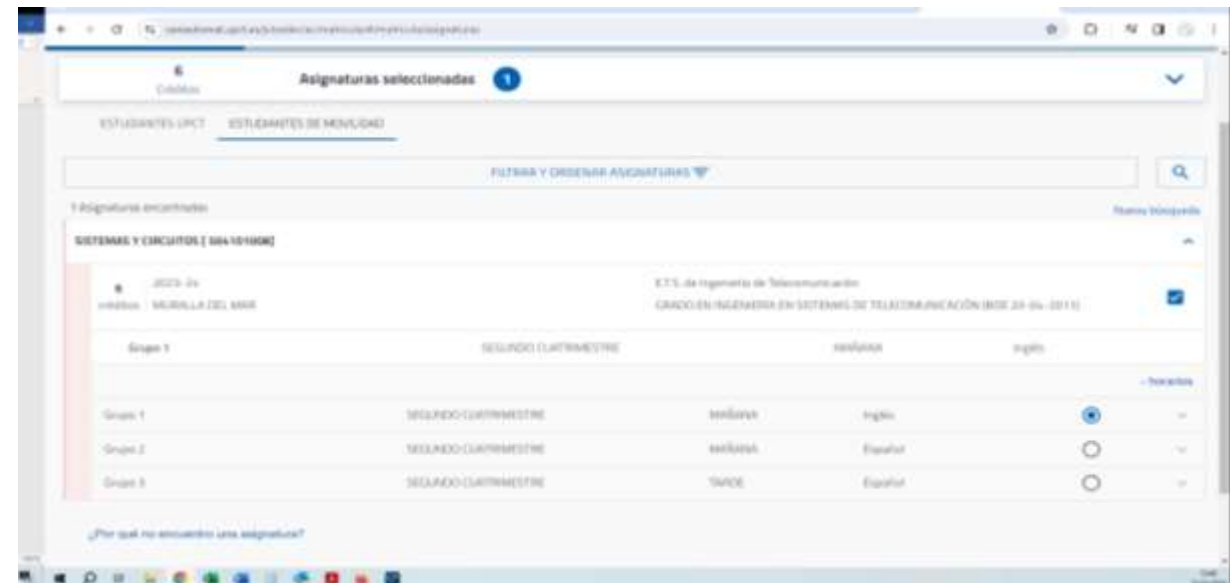 6
Créditos
Asignaturas seleccionadas 1
ESTUDIANTES UPCT ESTUDIANTES DE MOVILIDAD
FILTRAR Y ORDENAR ASIGNATURAS
1 Asignaturas encontradas
Nueva búsqueda
SISTEMAS Y CIRCUITOS [
6
créditos
2023-24
MURALLA DEL MAR
E.T.S. de Ingeniería de Telecomunicación
GRADO EN INGENIERÍA EN SISTEMAS DE TELECOMUNICACIÓN (BOE
Grupo 1 SEGUNDO CUATRIMESTRE MAÑANA Inglés
- horarios
Grupo 1 SEGUNDO CUATRIMESTRE MAÑANA Inglés
Grupo 2 SEGUNDO CUATRIMESTRE MAÑANA Español
Grupo 3 SEGUNDO CUATRIMESTRE TARDE Español
¿Por qué no encuentro una asignatura?